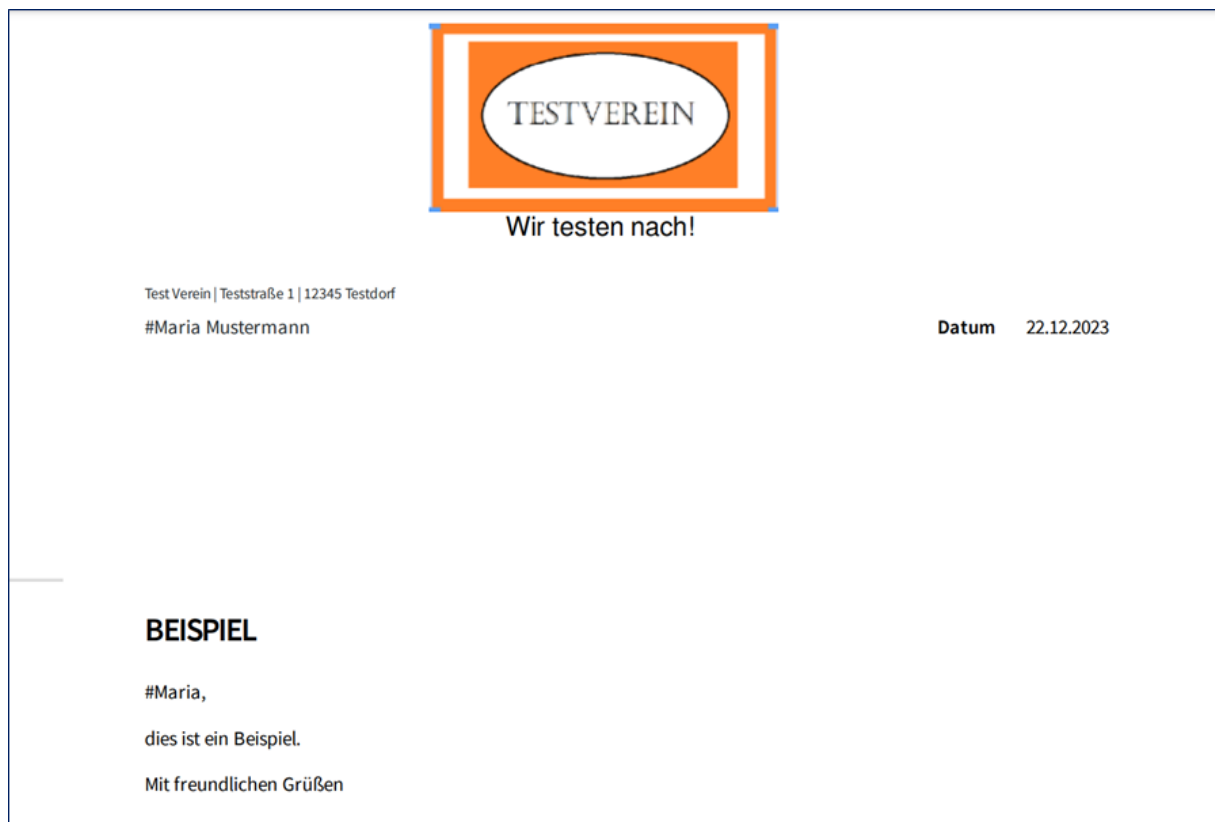 TESTVEREIN
Wir testen nach!
Test Verein | Teststraße 1 | 12345 Testdorf
#Maria Mustermann
Datum 22.12.2023
BEISPIEL
#Maria,
dies ist ein Beispiel.
Mit freundlichen Grüßen